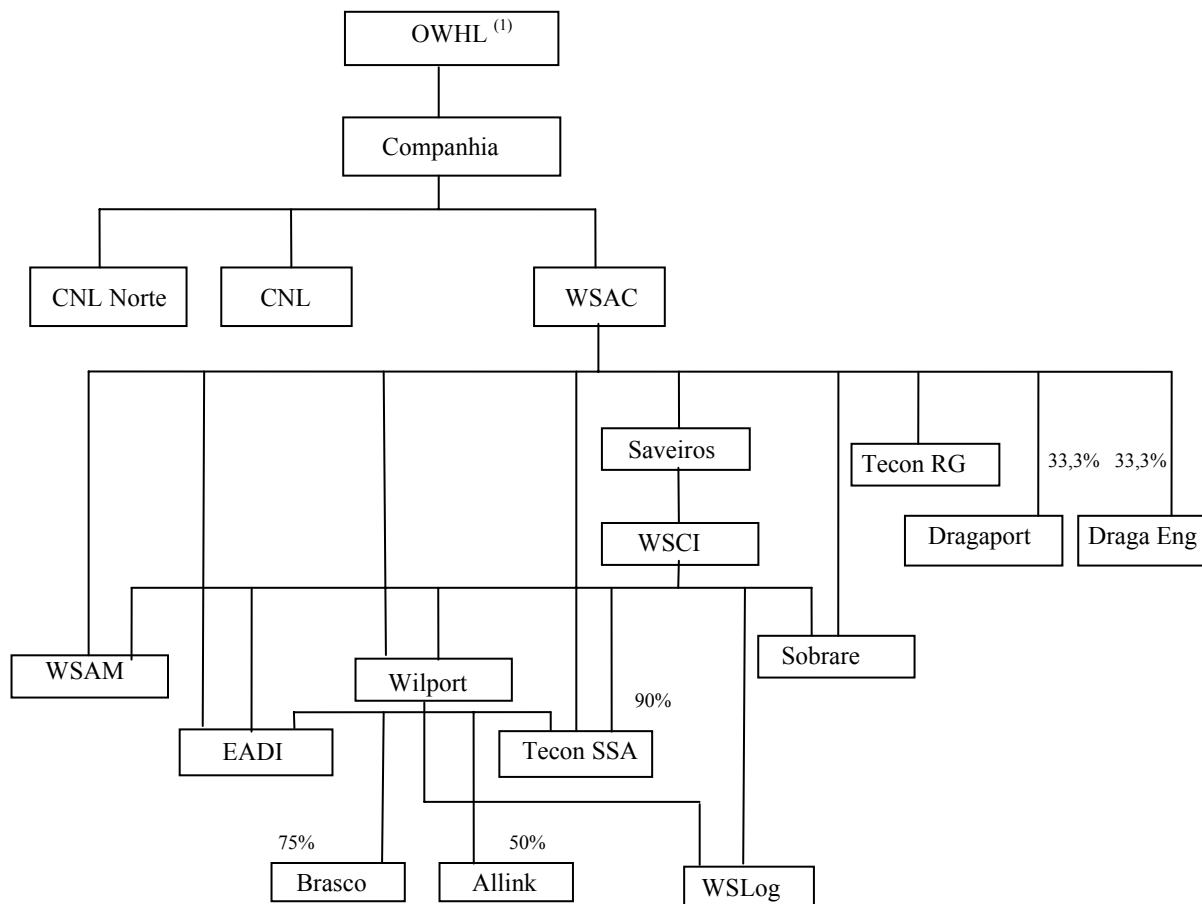 OWHL (1)
Companhia
CNL Norte
CNL
WSAC
Saveiros
Tecon RG
33,3%
33,3%
WSCI
Dragaport
Draga Eng
WSAM
Wilport
Sobrare
90%
EADI
Tecon SSA
75%
50%
Brasco
Allink
WSLog